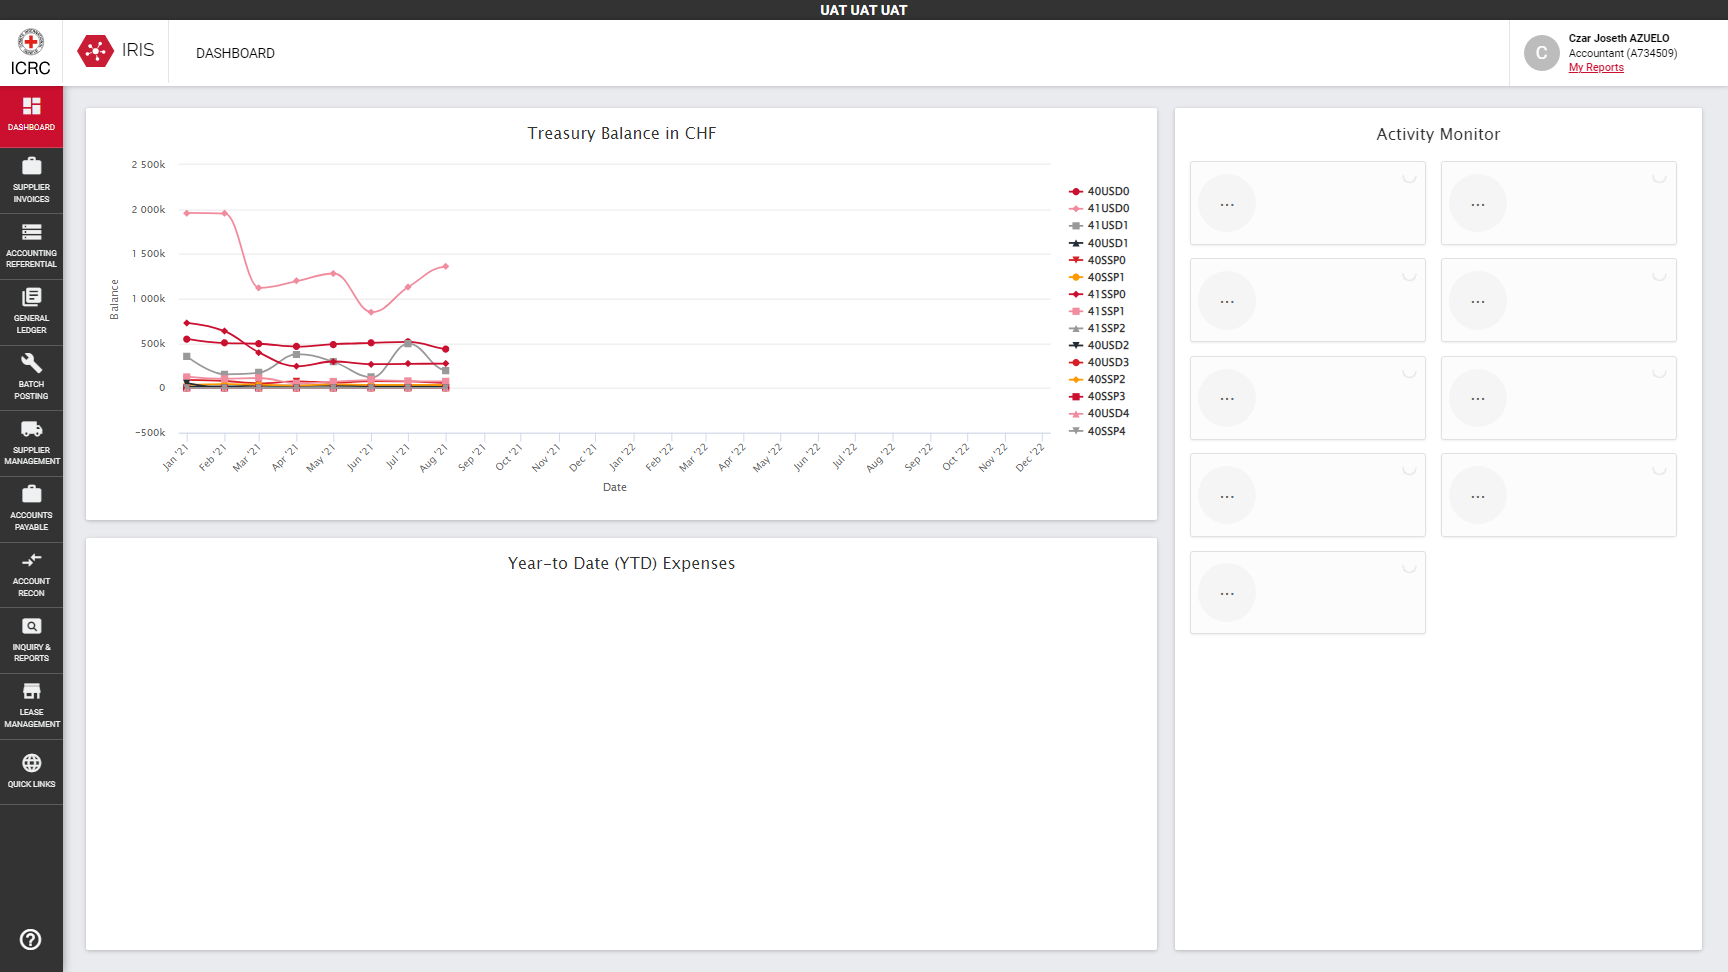 UAT UAT UAT
ICRC
IRIS
DASHBOARD
Czar Joseth AZUELO
Accountant (A734509)
My Reports
C
DASHBOARD
SUPPLIER
INVOICES
ACCOUNTING
REFERENTIAL
GENERAL
LEDGER
BATCH
POSTING
SUPPLIER
MANAGEMENT
ACCOUNTS
PAYABLE
ACCOUNT
RECON
INQUIRY &
REPORTS
LEASE
MANAGEMENT
QUICK LINKS
Treasury Balance in CHF
2 500k
2 000k
1 500k
1 000k
500k
0
-500k
Balance
Jan '21
Feb '21
Mar '21
Apr '21
May '21
Jun '21
Jul '21
Aug '21
Sep '21
Oct '21
Nov '21
Dec '21
Jan '22
Feb '22
Mar '22
Apr '22
May '22
Jun '22
Jul '22
Aug '22
Sep '22
Oct '22
Nov '22
Dec '22
Date
40USD0
41USD0
41USD1
40USD1
40SSP0
40SSP1
41SSP0
41SSP1
41SSP2
40USD2
40USD3
40SSP2
40SSP3
40USD4
40SSP4
Year-to Date (YTD) Expenses
Activity Monitor
...
...
...
...
...
...
...
...
...